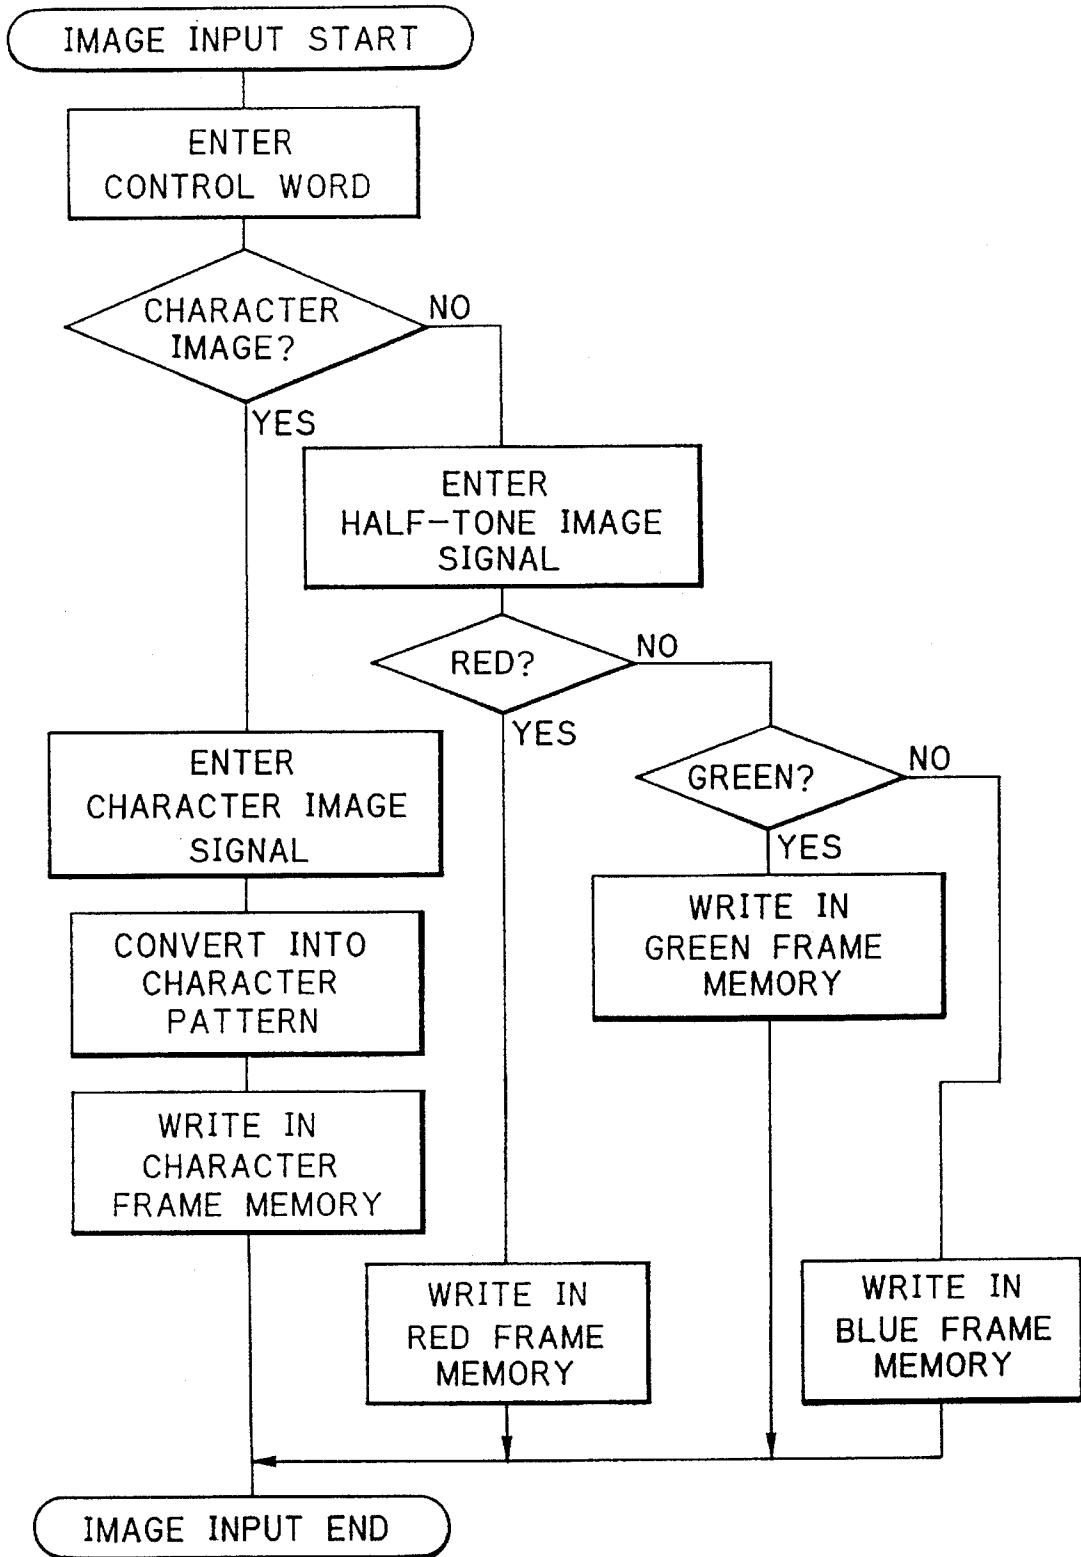 IMAGE INPUT START
ENTER
CONTROL WORD
CHARACTER
IMAGE?
NO
YES
ENTER
HALF-TONE IMAGE
SIGNAL
RED?
NO
YES
GREEN?
NO
YES
ENTER
CHARACTER IMAGE
SIGNAL
WRITE IN
GREEN FRAME
MEMORY
CONVERT INTO
CHARACTER
PATTERN
WRITE IN
CHARACTER
FRAME MEMORY
WRITE IN
RED FRAME
MEMORY
WRITE IN
BLUE FRAME
MEMORY
IMAGE INPUT END